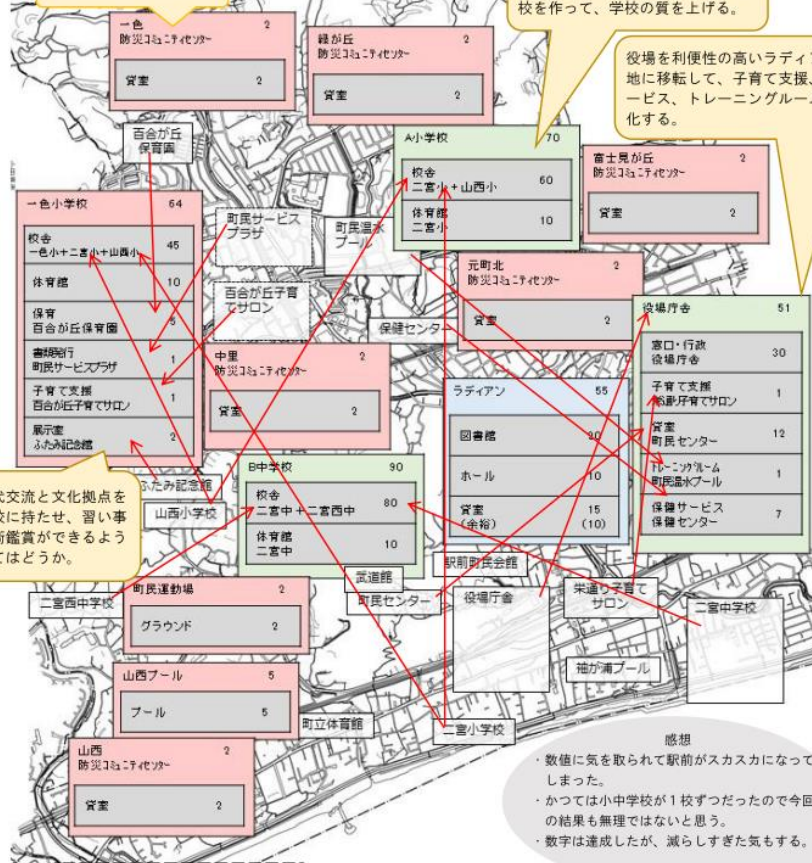 校を作って、学校の質を上げる。
一色 2
防災コミュニティセンター
貸室 2
緑が丘 2
防災コミュニティセンター
貸室 2
役場を利便性の高いラディア
地に移転して、子育て支援、
ービス、トレーニングルーム
化する。
百合が丘
保育園
A小学校 70
校舎
二宮小+山西小 60
体育館
二宮小 10
富士見が丘 2
防災コミュニティセンター
貸室 2
一色小学校 64
校舎
一色小+二宮小+山西小 45
体育館 10
保育
百合が丘保育園 5
書類発行
町民サービスプラザ 1
子育て支援
百合が丘子育てサロン 1
展示室
ふたみ記念館 2
町民サービス
プラザ
町民温水
プール
百合が丘子育
てサロン
元町北 2
防災コミュニティセンター
貸室 2
保健センター
中里 2
防災コミュニティセンター
貸室 2
役場庁舎 51
窓口・行政
役場庁舎 30
子育て支援
子育てサロン 1
貸室
町民センター 12
トレーニングルーム
町民温水プール 1
保健サービス
保健センター 7
ラディアン 55
図書館 20
ホール 10
貸室 15
(余裕) (10)
代交流と文化拠点を
校に持たせ、習い事
術鑑賞ができるよう
てはどうか。
ふたみ記念館
山西小学校
B中学校 90
校舎
二宮中+二宮西中 80
体育館
二宮中 10
武道館
駅前町民会館
二宮西中学校
町民運動場 2
グラウンド 2
町民センター
役場庁舎
栄通り子育て
サロン
二宮中学校
袖が浦プール
山西プール 5
プール 5
町立体育館
二宮小学校
山西 2
防災コミュニティセンター
貸室 2
感想
・数値に気を取られて駅前がスカスカになって
しまった。
・かつては小中学校が1校ずつだったので今回
の結果も無理ではないと思う。
・数字は達成したが、減らしすぎた気もする。